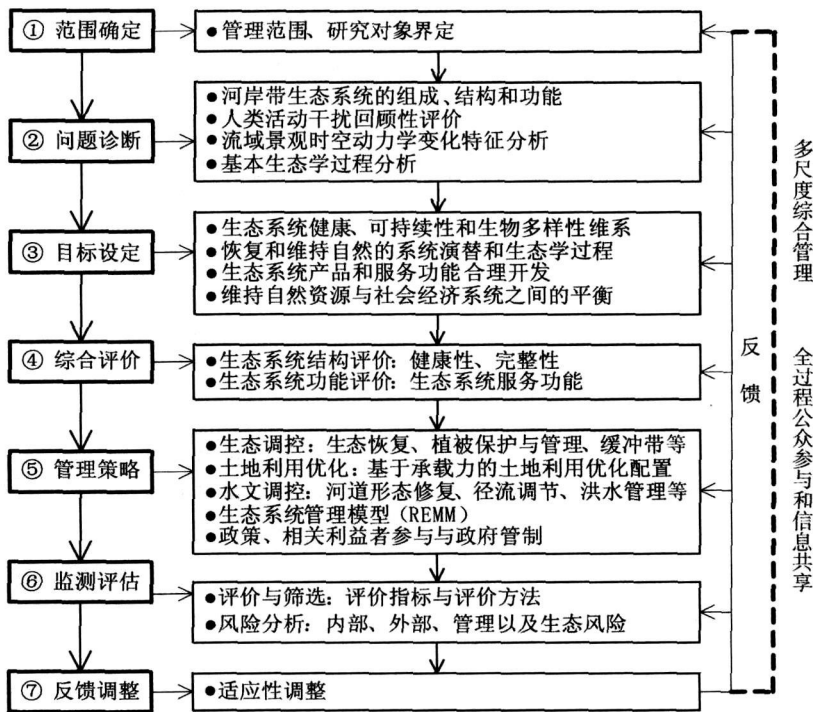 ① 范围确定
●管理范围、研究对象界定
② 问题诊断
●河岸带生态系统的组成、结构和功能
●人类活动干扰回顾性评价
●流域景观时空动力学变化特征分析
●基本生态学过程分析
③ 目标设定
●生态系统健康、可持续性和生物多样性维系
●恢复和维持自然的系统演替和生态学过程
●生态系统产品和服务功能合理开发
●维持自然资源与社会经济系统之间的平衡
④ 综合评价
●生态系统结构评价：健康性、完整性
●生态系统功能评价：生态系统服务功能
⑤ 管理策略
●生态调控：生态恢复、植被保护与管理、缓冲带等
●土地利用优化：基于承载力的土地利用优化配置
●水文调控：河道形态修复、径流调节、洪水管理等
●生态系统管理模型（REMM）
●政策、相关利益者参与与政府管制
⑥ 监测评估
●评价与筛选：评价指标与评价方法
●风险分析：内部、外部、管理以及生态风险
⑦ 反馈调整
●适应性调整
反馈
多尺度综合管理
全过程公众参与和信息共享